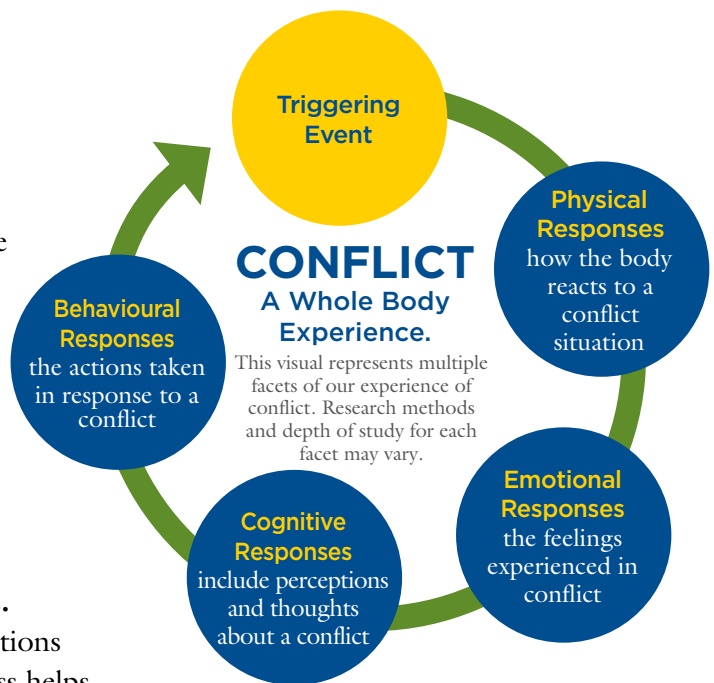 Triggering
Event
Physical
Responses
how the body
reacts to a
conflict
situation
Emotional
Responses
the feelings
experienced in
conflict
Cognitive
Responses
include perceptions
and thoughts
about a conflict
Behavioural
Responses
the actions taken
in response to a
conflict
CONFLICT
A Whole Body
Experience.
This visual represents multiple
facets of our experience of
conflict. Research methods
and depth of study for each
facet may vary.
helps